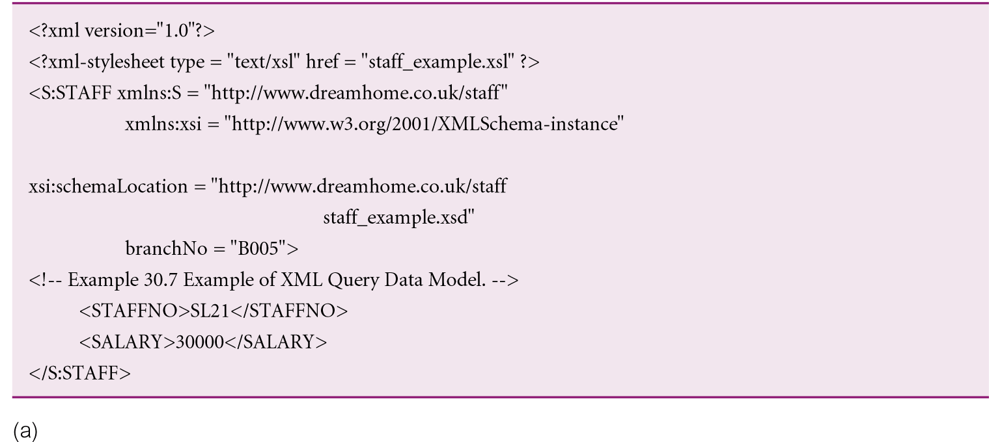 <?xml version="1.0"?>
<?xml-stylesheet type = "text/xsl" href = "staff_example.xsl" ?>
<S:STAFF xmlns:S = "http://www.dreamhome.co.uk/staff"
xmlns:xsi = "http://www.w3.org/2001/XMLSchema-instance"
xsi:schemaLocation = "http://www.dreamhome.co.uk/staff
staff_example.xsd"
branchNo = "B005">
<!-- Example 30.7 Example of XML Query Data Model. -->
<STAFFNO>SL21</STAFFNO>
<SALARY>30000</SALARY>
</S:STAFF>
(a)